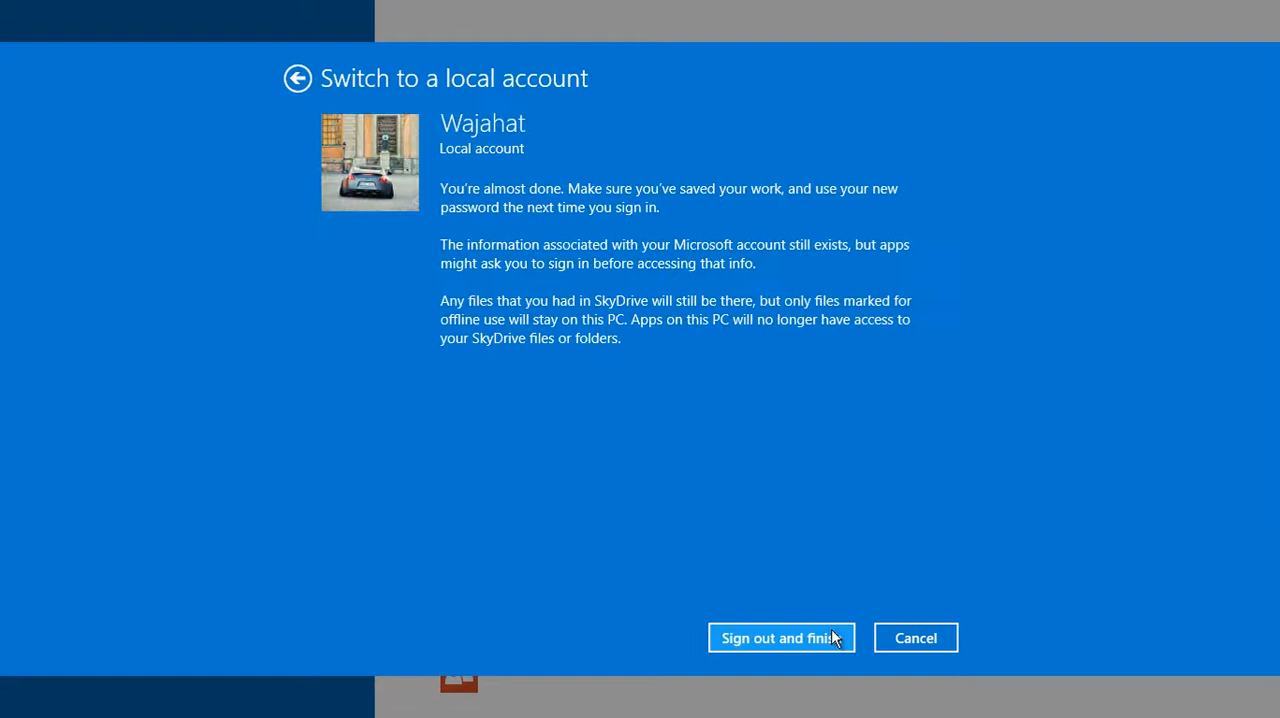 Switch to a local account
Wajahat
Local account
You're almost done. Make sure you've saved your work, and use your new
password the next time you sign in.
The information associated with your Microsoft account still exists, but apps
might ask you to sign in before accessing that info.
Any files that you had in SkyDrive will still be there, but only files marked for
offline use will stay on this PC. Apps on this PC will no longer have access to
your SkyDrive files or folders.
Sign out and finish
Cancel